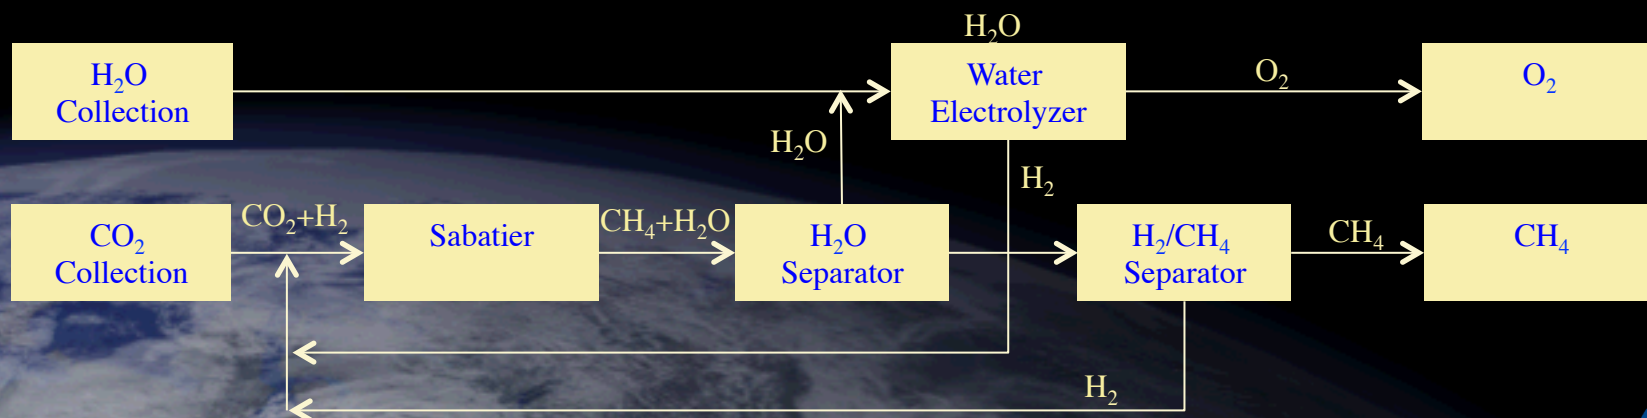 H₂O
H₂O
Collection
Water
Electrolyzer
O₂
O₂
H₂O
H₂
CO₂
Collection
CO₂+H₂
Sabatier
CH₄+H₂O
H₂O
Separator
H₂/CH₄
Separator
CH₄
CH₄
H₂